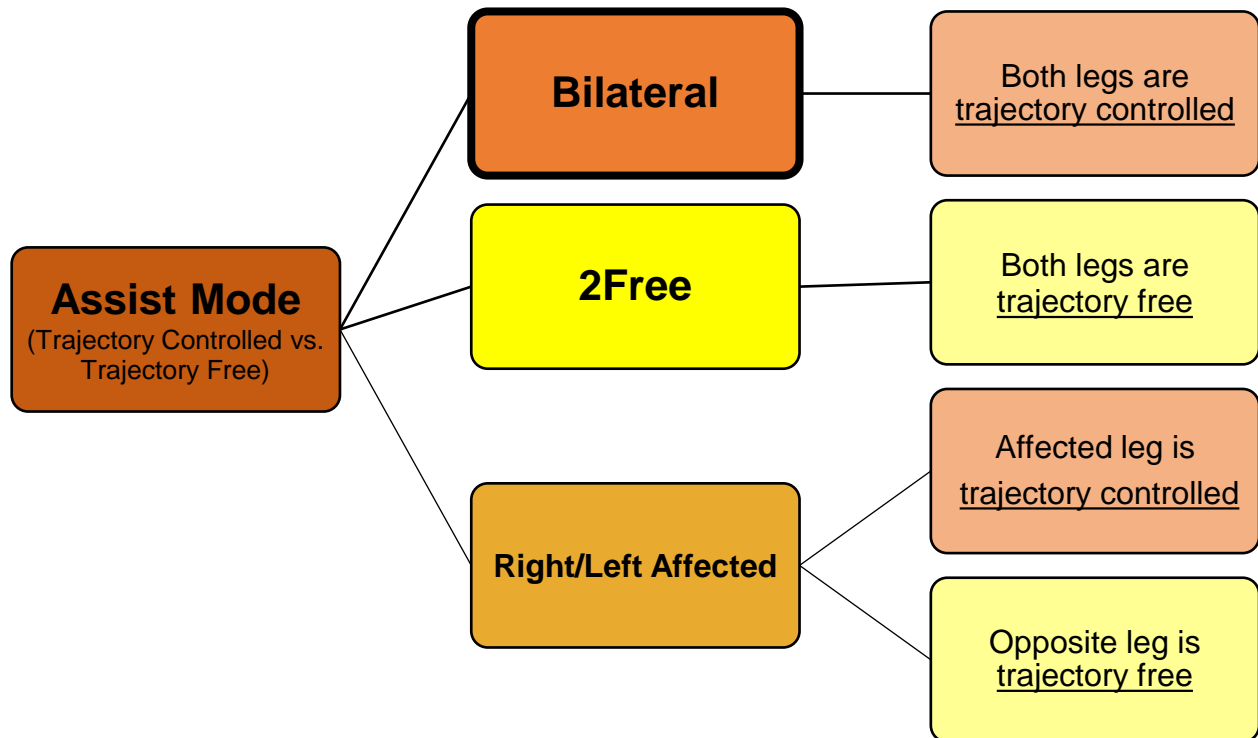 Bilateral
Both legs are
trajectory controlled
Assist Mode
(Trajectory Controlled vs.
Trajectory Free)
2Free
Both legs are
trajectory free
Right/Left Affected
Affected leg is
trajectory controlled
Opposite leg is
trajectory free